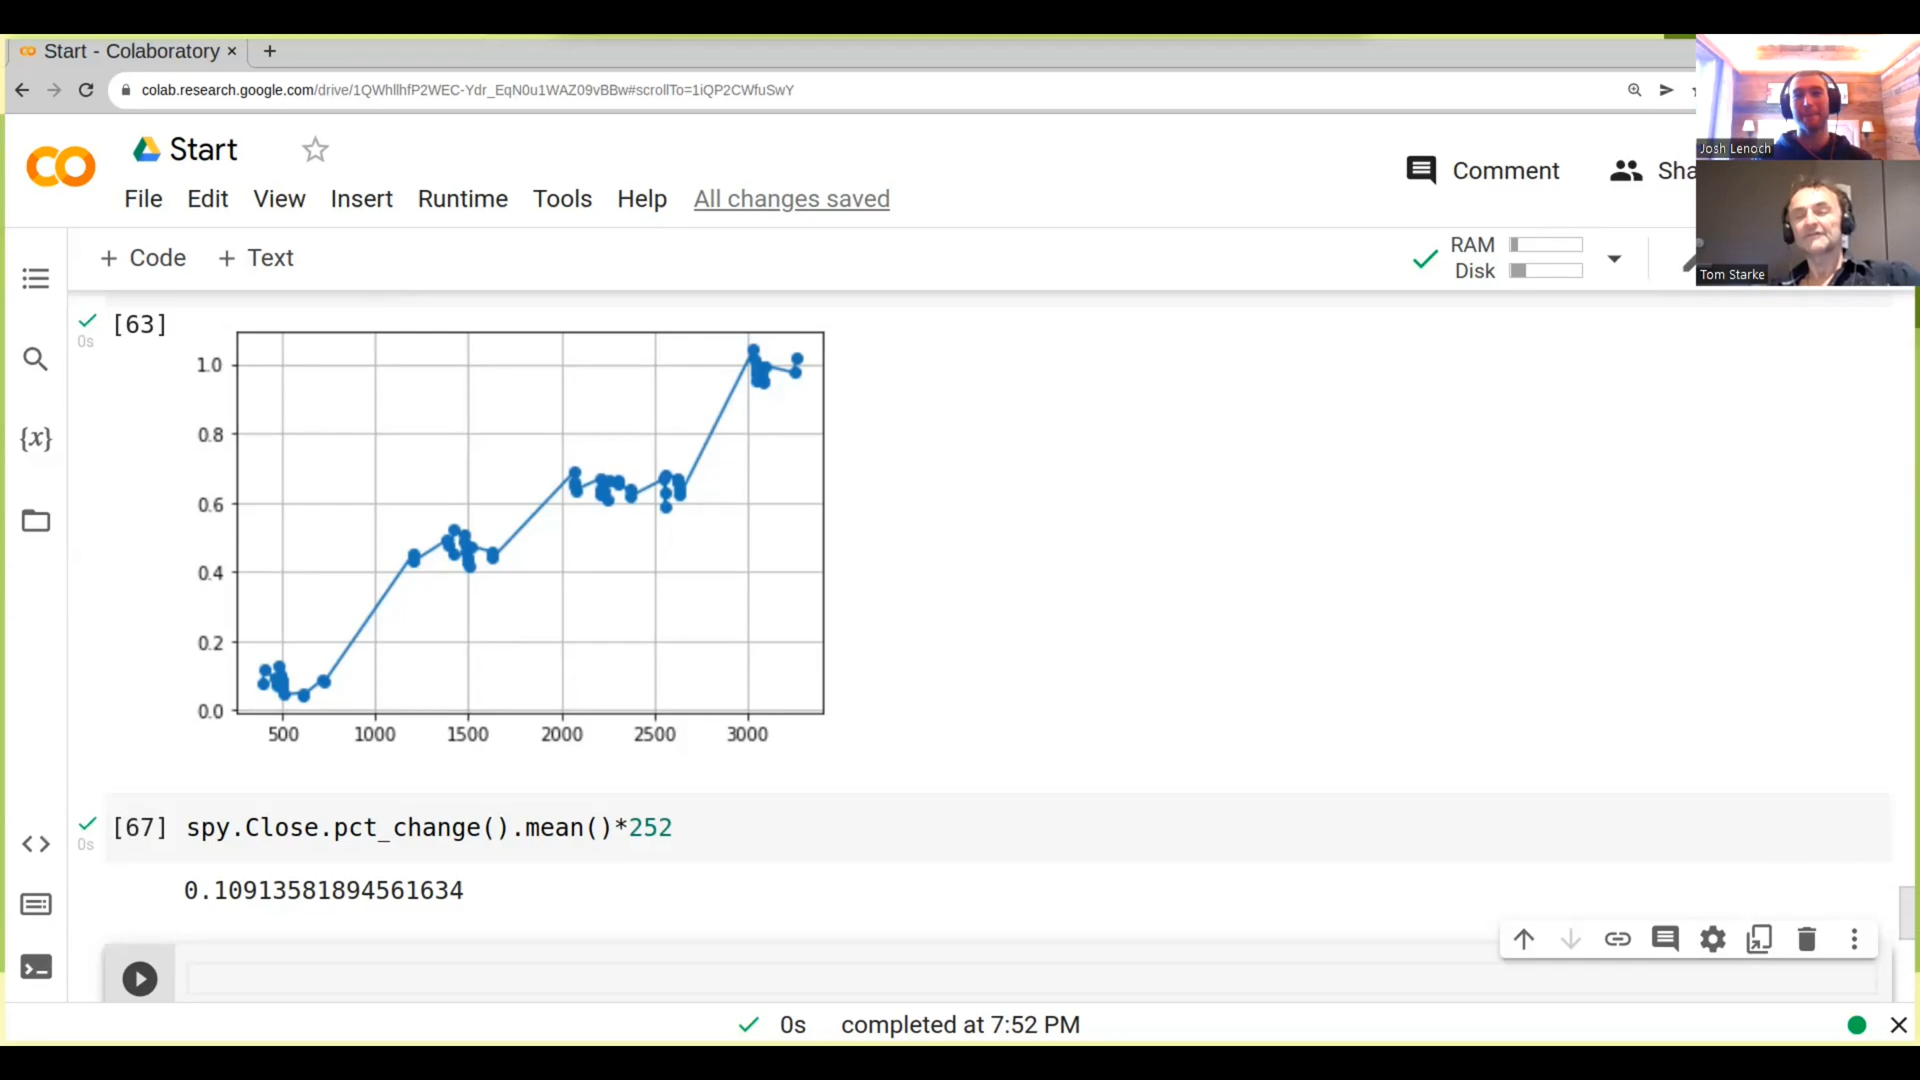 Start - Colaboratory
colab.research.google.com/drive/1QWhllhfP2WEC-Ydr_EqN0u1WAZ09vBBw#scrollTo=1iQP2CWfuSwY
Start
File Edit View Insert Runtime Tools Help All changes saved
Comment
Sha
+ Code + Text
RAM
Disk
Josh Lenoch
Tom Starke
{x}
[63]
0s
1.0
0.8
0.6
0.4
0.2
0.0
500 1000 1500 2000 2500 3000
[67] spy.Close.pct_change().mean()*252
0s
0.10913581894561634
0s completed at 7:52 PM